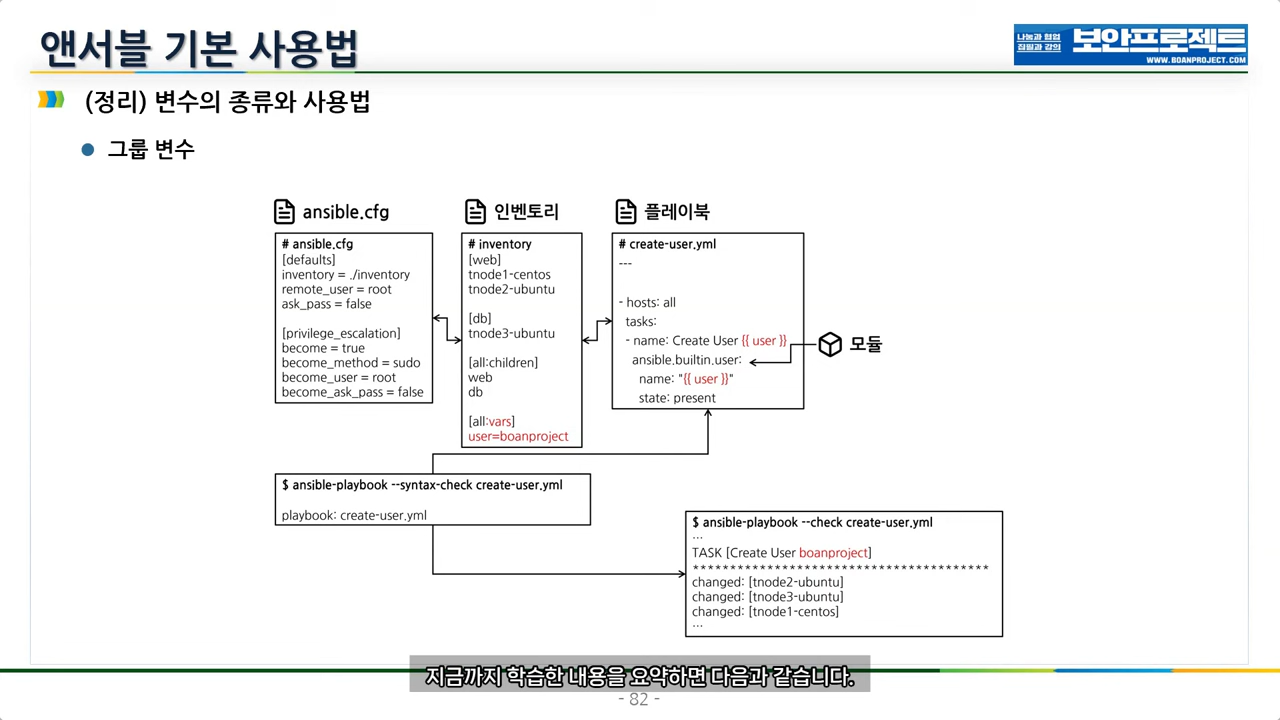 앤서블 기본 사용법
나눔과 협업
집필과 강의
보안프로젝트
WWW.BOANPROJECT.COM
(정리) 변수의 종류와 사용법
그룹 변수
ansible.cfg
# ansible.cfg
[defaults]
inventory = ./inventory
remote_user = root
ask_pass = false
[privilege_escalation]
become = true
become_method = sudo
become_user = root
become_ask_pass = false
인벤토리
# inventory
[web]
tnode1-centos
tnode2-ubuntu
[db]
tnode3-ubuntu
[all:children]
web
db
[all:vars]
user=boanproject
플레이북
# create-user.yml
---
- hosts: all
tasks:
- name: Create User {{ user }}
ansible.builtin.user:
name: "{{ user }}"
state: present
모듈
$ ansible-playbook --syntax-check create-user.yml
playbook: create-user.yml
$ ansible-playbook --check create-user.yml
...
TASK [Create User boanproject]
****************************************
changed: [tnode2-ubuntu]
changed: [tnode3-ubuntu]
changed: [tnode1-centos]
...
지금까지 학습한 내용을 요약하면 다음과 같습니다.
- 82 -